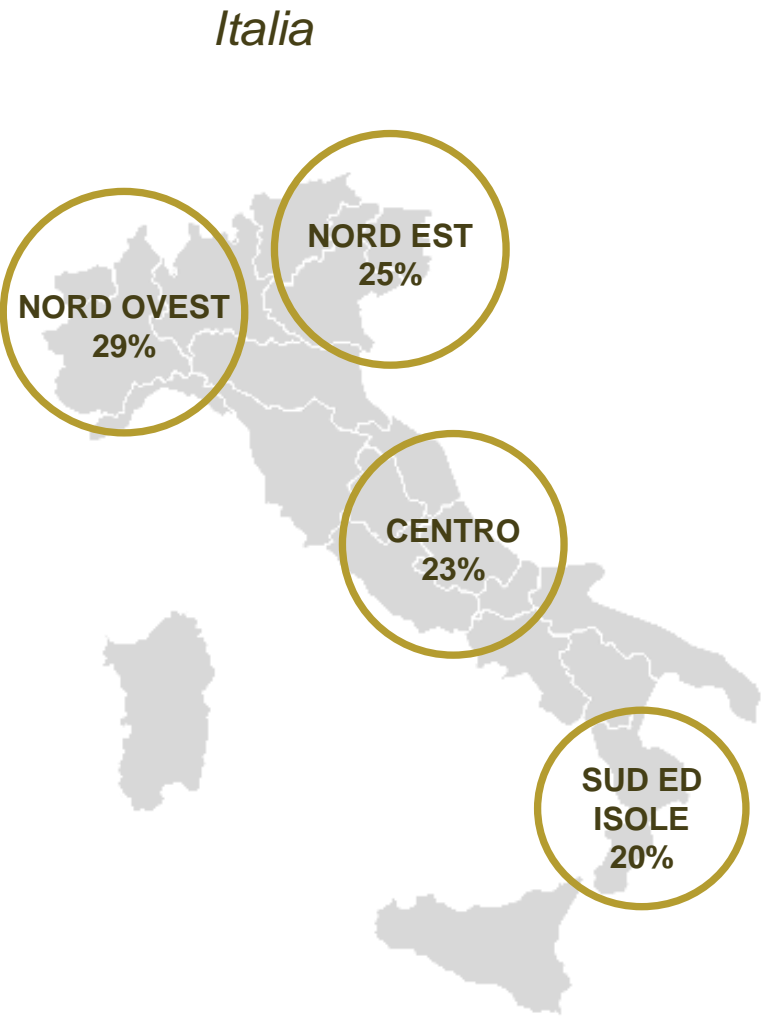 Italia
NORD EST
25%
NORD OVEST
29%
CENTRO
23%
SUD ED
ISOLE
20%